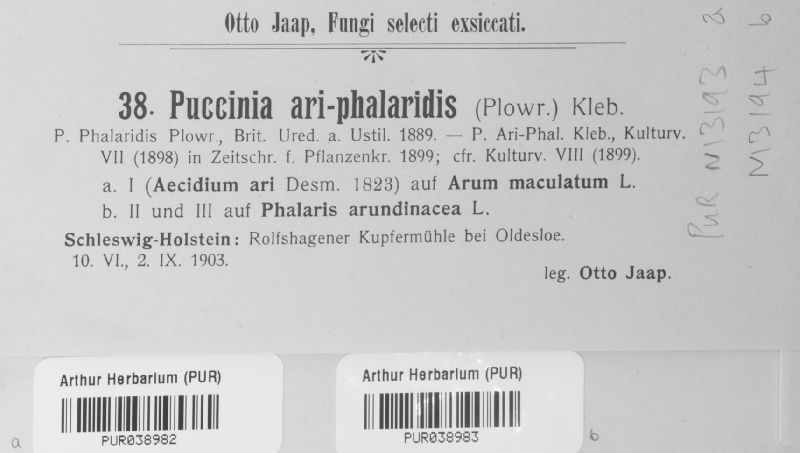 Otto Jaap, Fungi selecti exsiccati.
38. Puccinia ari-phalaridis (Plowr.) Kleb.
P. Phalaridis Plowr., Brit. Ured. a. Ustil. 1889. — P. Ari-Phal. Kleb., Kulturv.
VII (1898) in Zeitschr. f. Pflanzenkr. 1899; cfr. Kulturv. VIII (1899).
a. I (Aecidium ari Desm. 1823) auf Arum maculatum L.
b. II und III auf Phalaris arundinacea L.
Schleswig-Holstein: Rolfshagener Kupfermühle bei Oldesloe.
10. VI., 2. IX. 1903.
leg. Otto Jaap.
PUR N13193 a
N13194 b
Arthur Herbarium (PUR)
PUR038982
a
Arthur Herbarium (PUR)
PUR038983
b